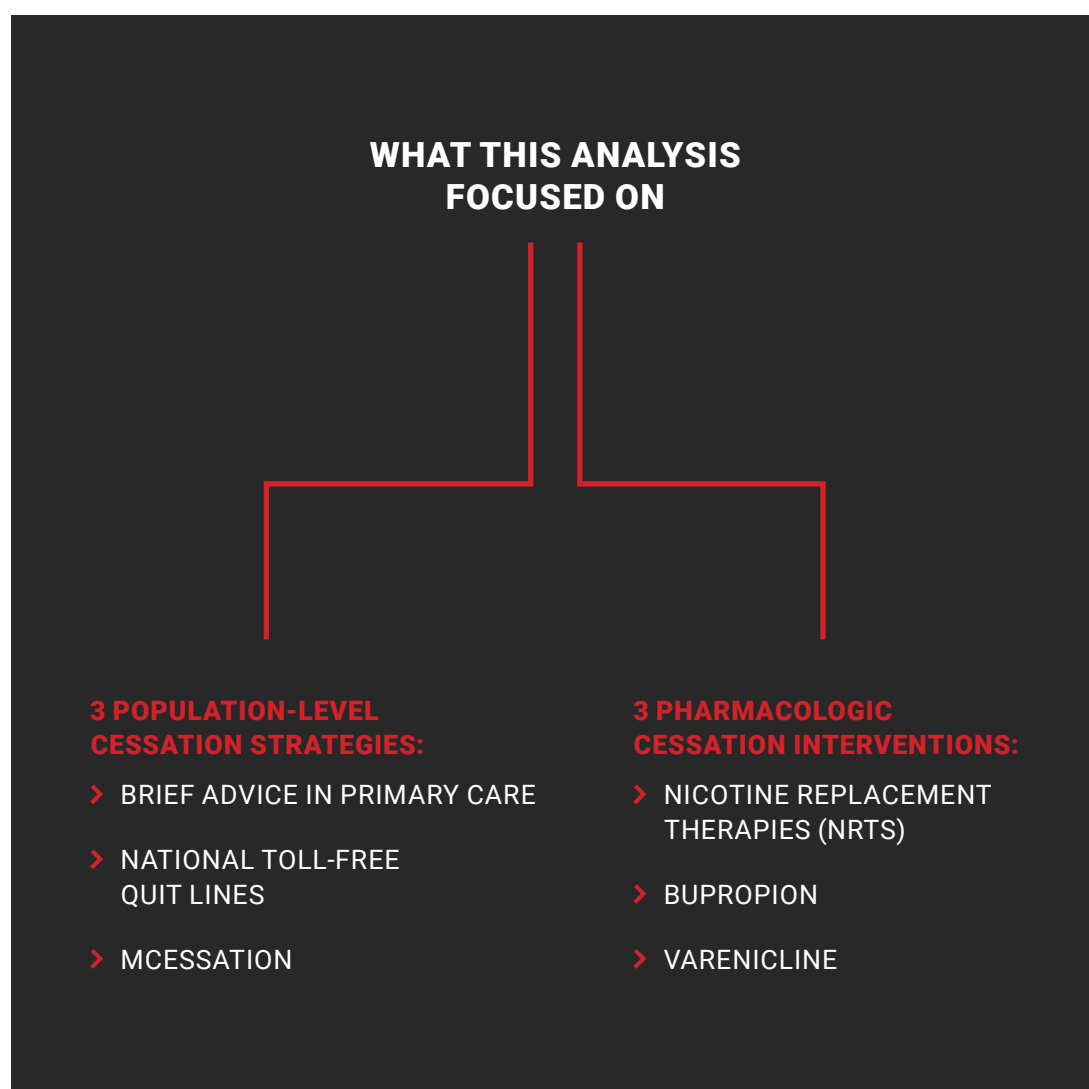 WHAT THIS ANALYSIS
FOCUSED ON
3 POPULATION-LEVEL
CESSATION STRATEGIES:
BRIEF ADVICE IN PRIMARY CARE
NATIONAL TOLL-FREE
QUIT LINES
MCESSATION
3 PHARMACOLOGIC
CESSATION INTERVENTIONS:
NICOTINE REPLACEMENT
THERAPIES (NRTS)
BUPROPION
VARENICLINE